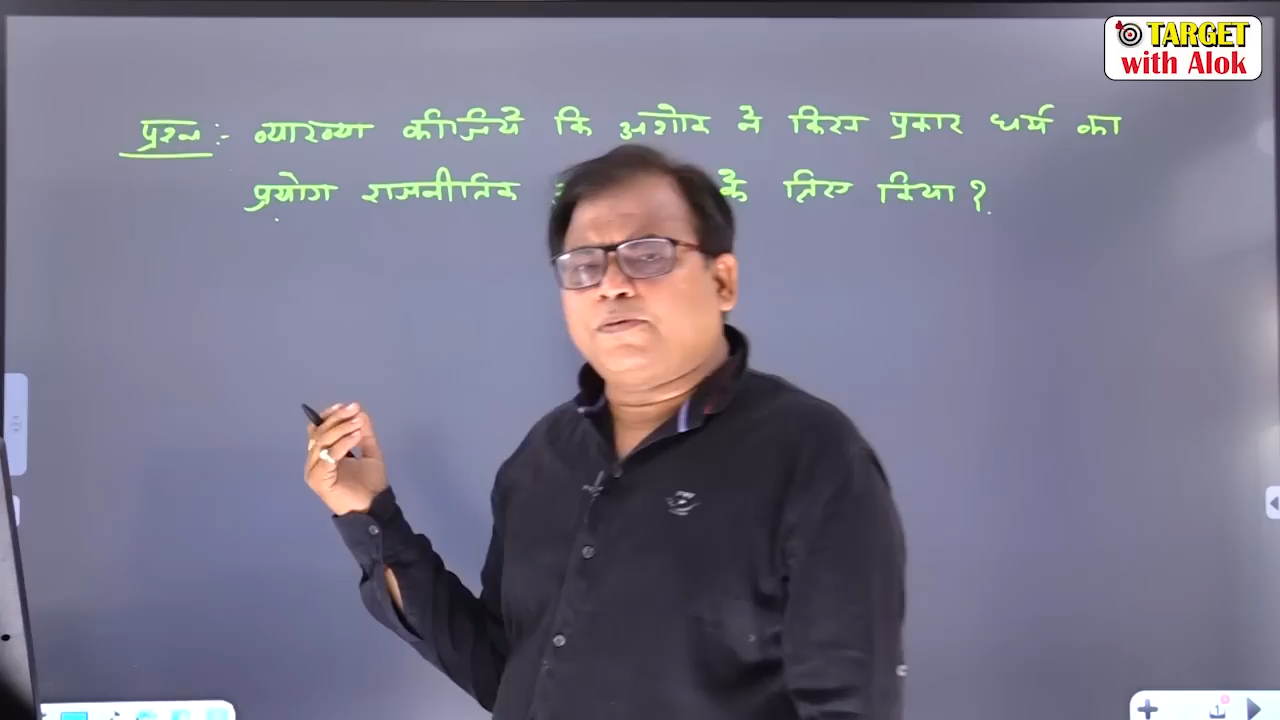 TARGET
with Alok
प्रश्न :- व्याख्या कीजिये कि अशोक ने किस प्रकार धर्म का
प्रयोग राजनीतिक के लिए किया ?